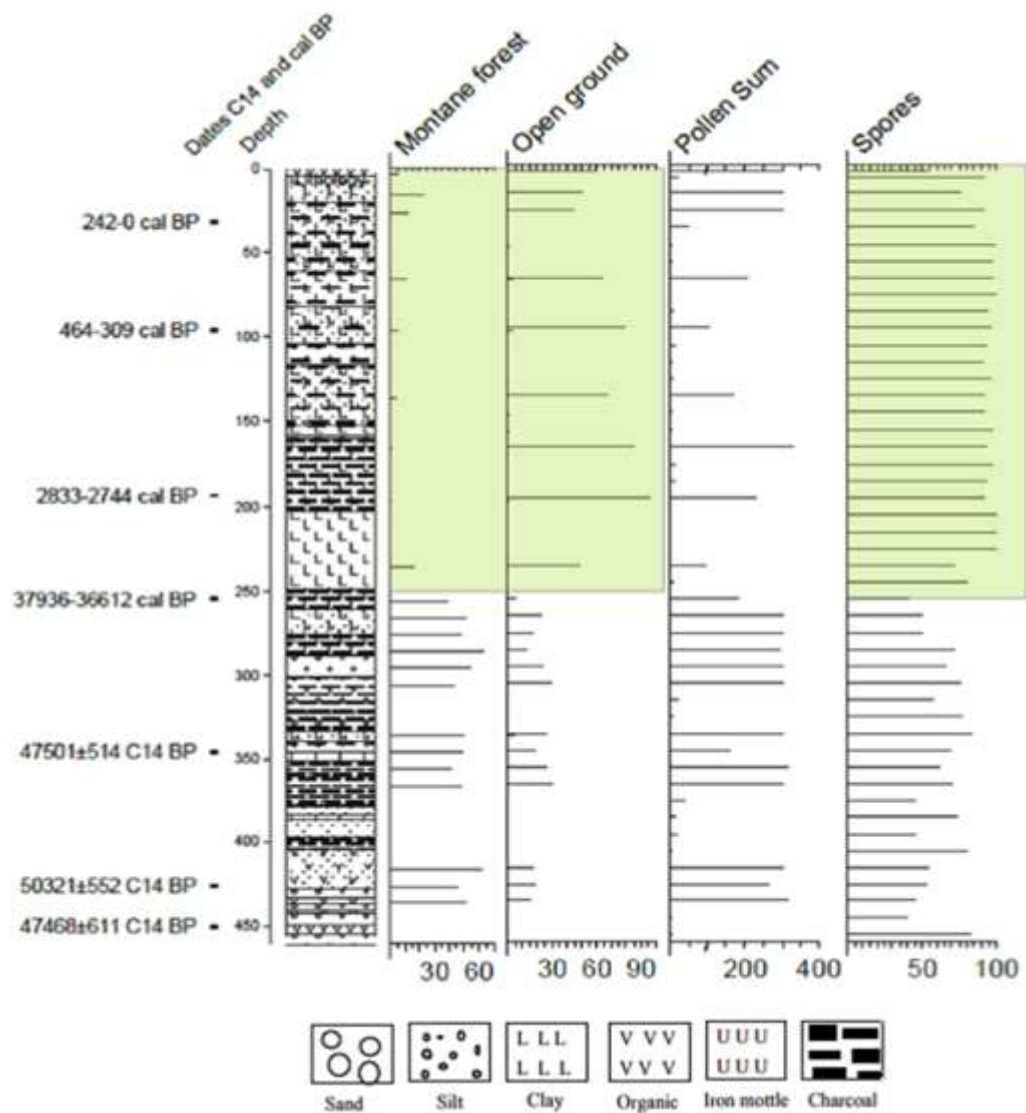 Dates C14 and cal BP
Depth
Montane forest
Open ground
Pollen Sum
Spores
0
242-0 cal BP
50
464-309 cal BP
100
150
2833-2744 cal BP
200
250
37936-36612 cal BP
300
47501±514 C14 BP
350
400
50321±552 C14 BP
47468±611 C14 BP
450
30 60
30 60 90
200 400
50 100
L L L
L L L
V V V
V V V
U U U
U U U
Sand
Silt
Clay
Organic
Iron mottle
Charcoal